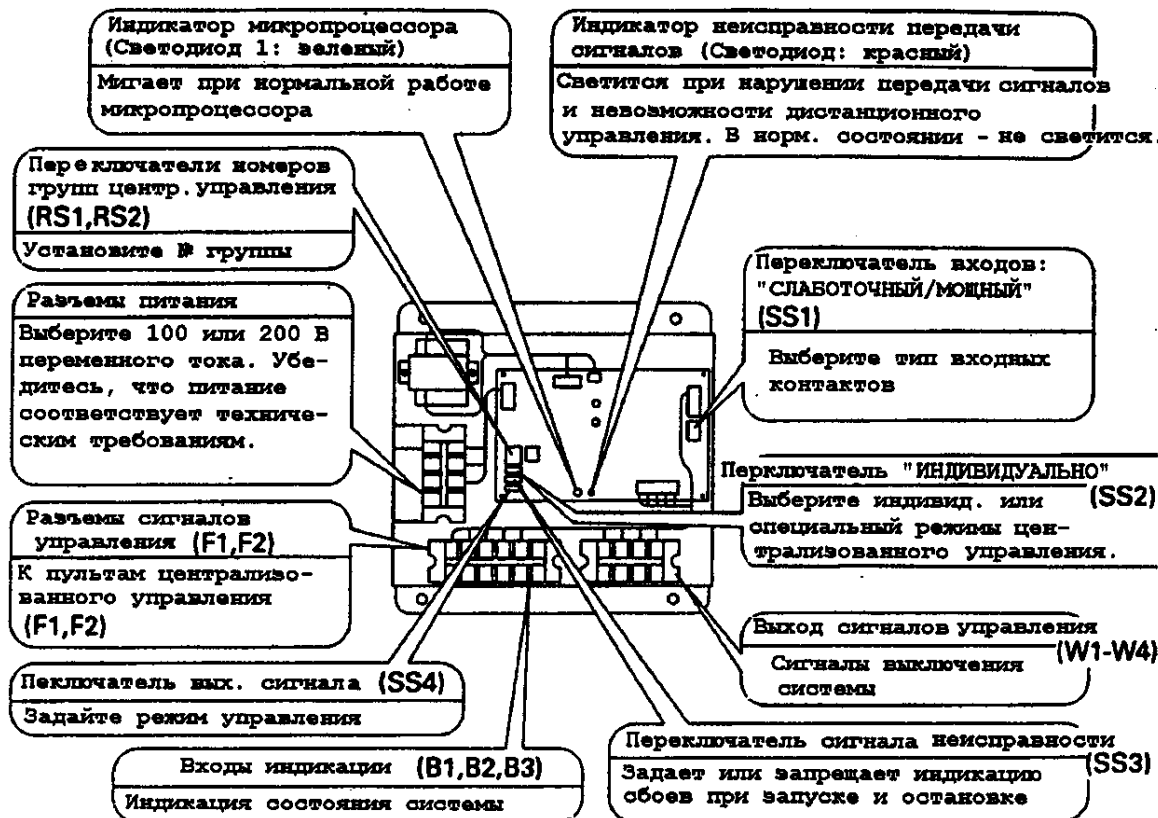 Индикатор микропроцессора
(Светодиод 1: зеленый)
Мигает при нормальной работе
микропроцессора
Индикатор неисправности передачи
сигналов (Светодиод: красный)
Светится при нарушении передачи сигналов
и невозможности дистанционного
управления. В норм. состоянии - не светится.
Переключатели номеров
групп центр. управления
(RS1,RS2)
Установите № группы
Разъемы питания
Выберите 100 или 200 В
переменного тока. Убе-
дитесь, что питание
соответствует техниче-
ским требованиям.
Переключатель входов:
"СЛАБОТОЧНЫЙ/МОЩНЫЙ"
(SS1)
Выберите тип входных
контактов
Перключатель "ИНДИВИДУАЛЬНО"
(SS2)
Выберите индивид. или
специальный режимы цен-
трализованного управления.
Разъемы сигналов
управления (F1,F2)
К пультам централизо-
ванного управления
(F1,F2)
Выход сигналов управления
(W1-W4)
Сигналы выключения
системы
Пеключатель вых. сигнала (SS4)
Задайте режим управления
Переключатель сигнала неисправности
(SS3)
Задает или запрещает индикацию
сбоев при запуске и остановке
Входы индикации (B1,B2,B3)
Индикация состояния системы